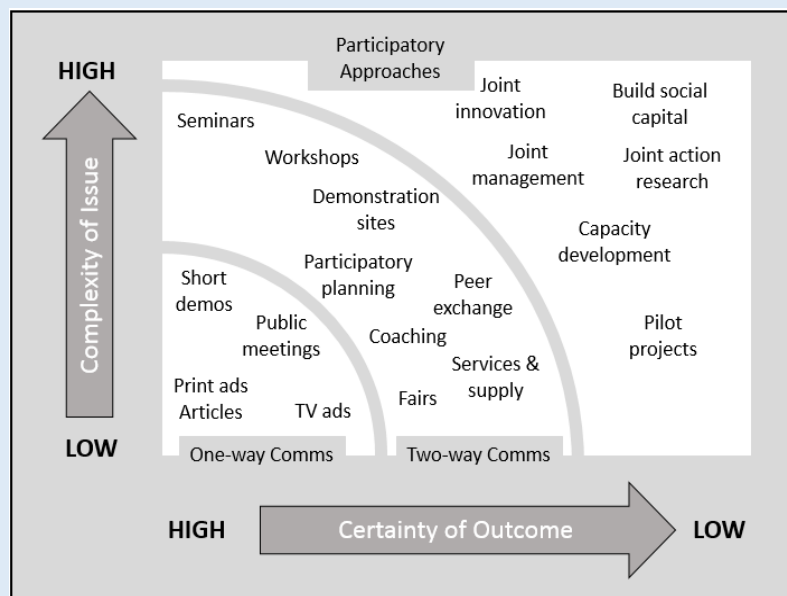 Participatory
Approaches
HIGH
Joint
innovation
Build social
capital
Seminars
Workshops
Joint
management
Joint action
research
Demonstration
sites
Capacity
development
Complexity of Issue
Short
demos
Participatory
planning
Peer
exchange
Public
meetings
Coaching
Pilot
projects
Services &
supply
Print ads
Articles
TV ads
Fairs
LOW
One-way Comms
Two-way Comms
HIGH
Certainty of Outcome
LOW